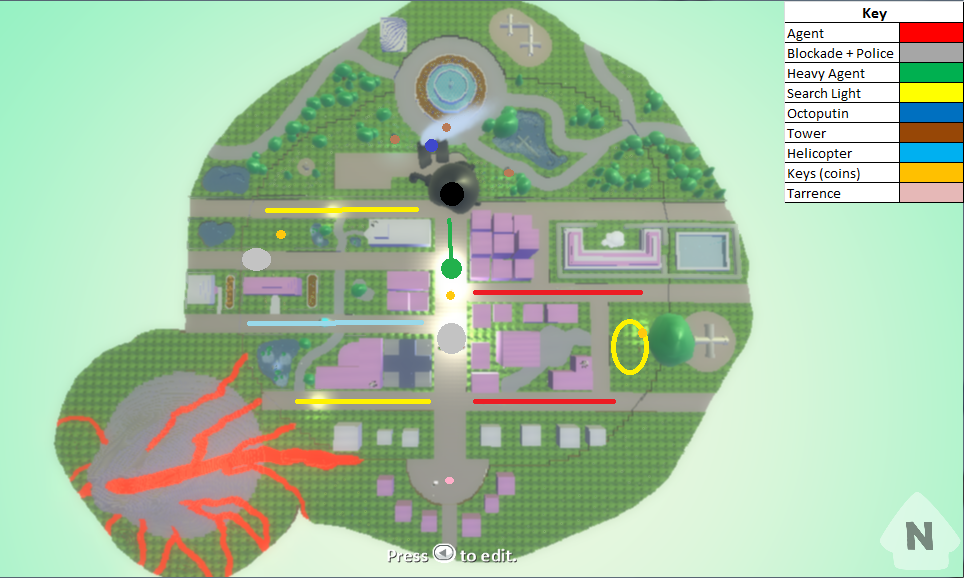 Key
Agent
Blockade + Police
Heavy Agent
Search Light
Octoputin
Tower
Helicopter
Keys (coins)
Tarrence
N
Press to edit.